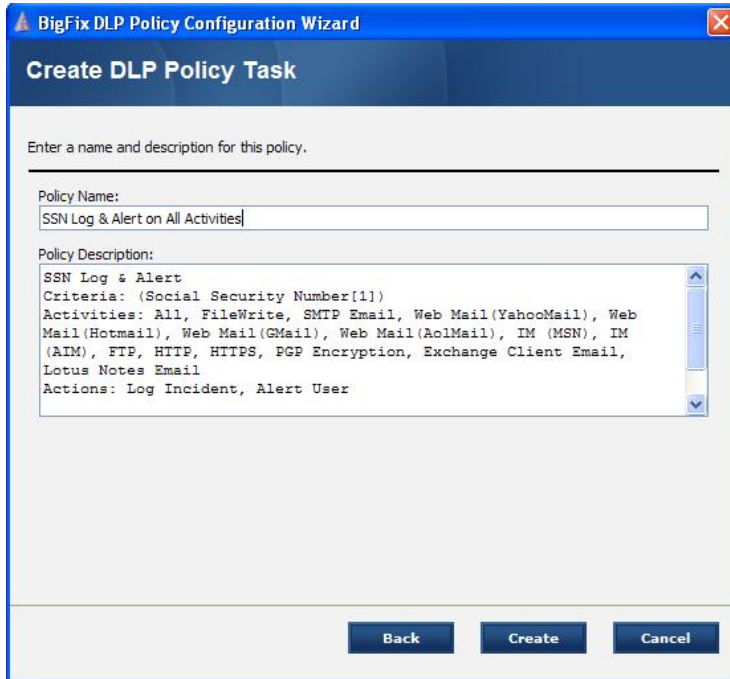 BigFix DLP Policy Configuration Wizard
Create DLP Policy Task
Enter a name and description for this policy.
Policy Name:
SSN Log & Alert on All Activities
Policy Description:
SSN Log & Alert
Criteria: (Social Security Number[1])
Activities: All, FileWrite, SMTP Email, Web Mail(YahooMail), Web
Mail(Hotmail), Web Mail(GMail), Web Mail(AolMail), IM (MSN), IM
(AIM), FTP, HTTP, HTTPS, PGP Encryption, Exchange Client Email,
Lotus Notes Email
Actions: Log Incident, Alert User
Back
Create
Cancel